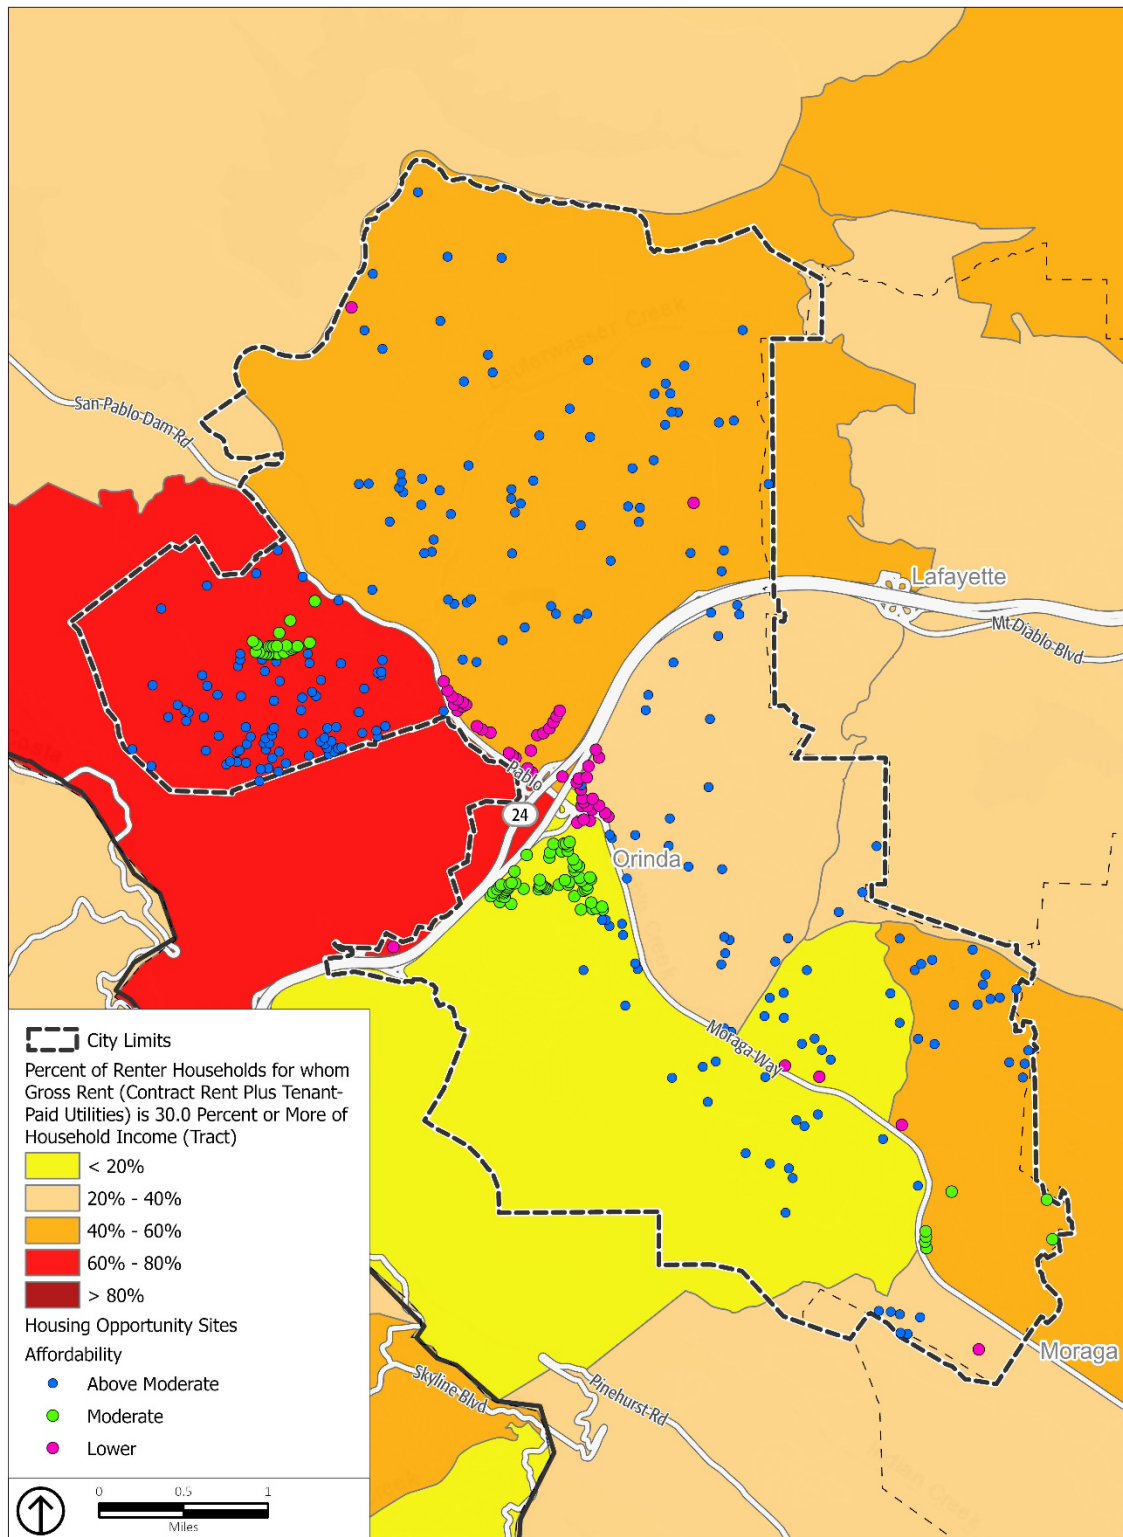 San-Pablo-Dam-Rd
Lafayette
Mt-Diablo-Blvd
Pablo
24
Orinda
Moraga-Way
Moraga
Skyline-Blvd
Pinehurst-Rd
City Limits
Percent of Renter Households for whom
Gross Rent (Contract Rent Plus Tenant-
Paid Utilities) is 30.0 Percent or More of
Household Income (Tract)
< 20%
20% - 40%
40% - 60%
60% - 80%
> 80%
Housing Opportunity Sites
Affordability
Above Moderate
Moderate
Lower
0 0.5 1
Miles